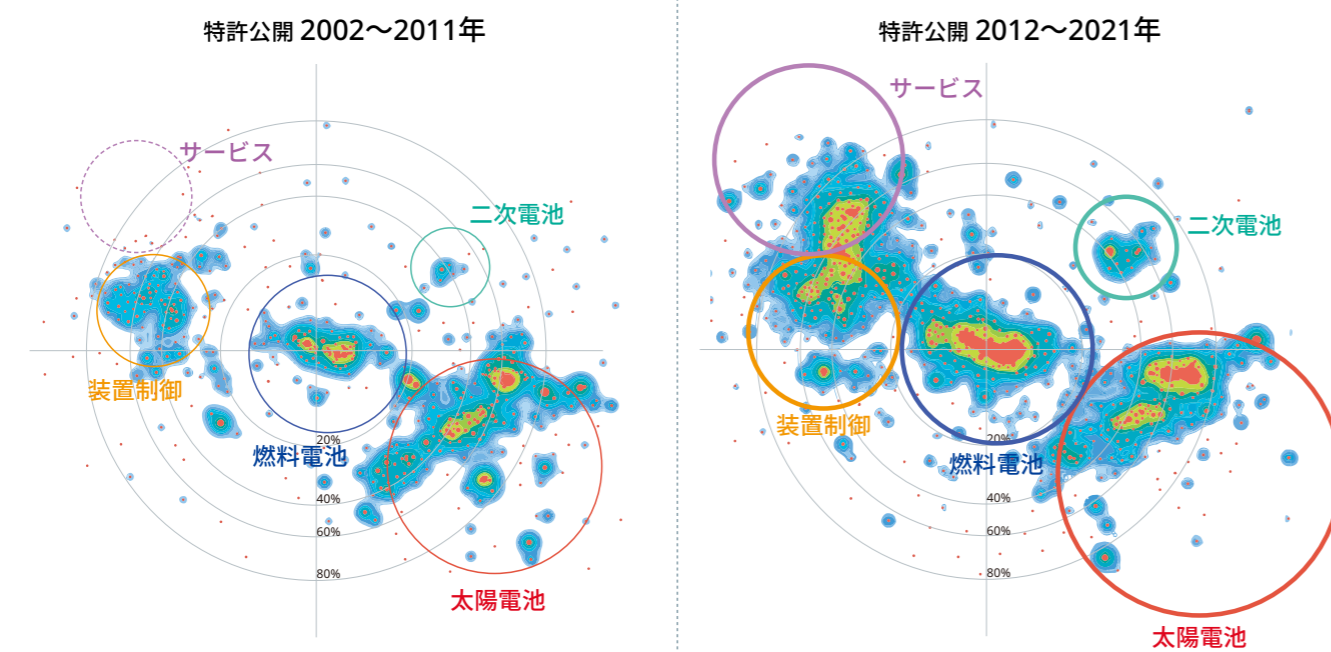 特許公開 2002〜2011年
サービス
二次電池
装置制御
燃料電池
20%
40%
60%
80%
太陽電池
特許公開 2012〜2021年
サービス
二次電池
装置制御
燃料電池
20%
40%
60%
80%
太陽電池